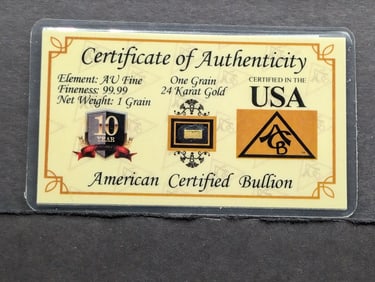 Certificate of Authenticity
Element: AU Fine
Fineness: 99.99
Net Weight: 1 Grain
One Grain
24 Karat Gold
CERTIFIED IN THE
USA
10
YEAR
ACB
American Certified Bullion